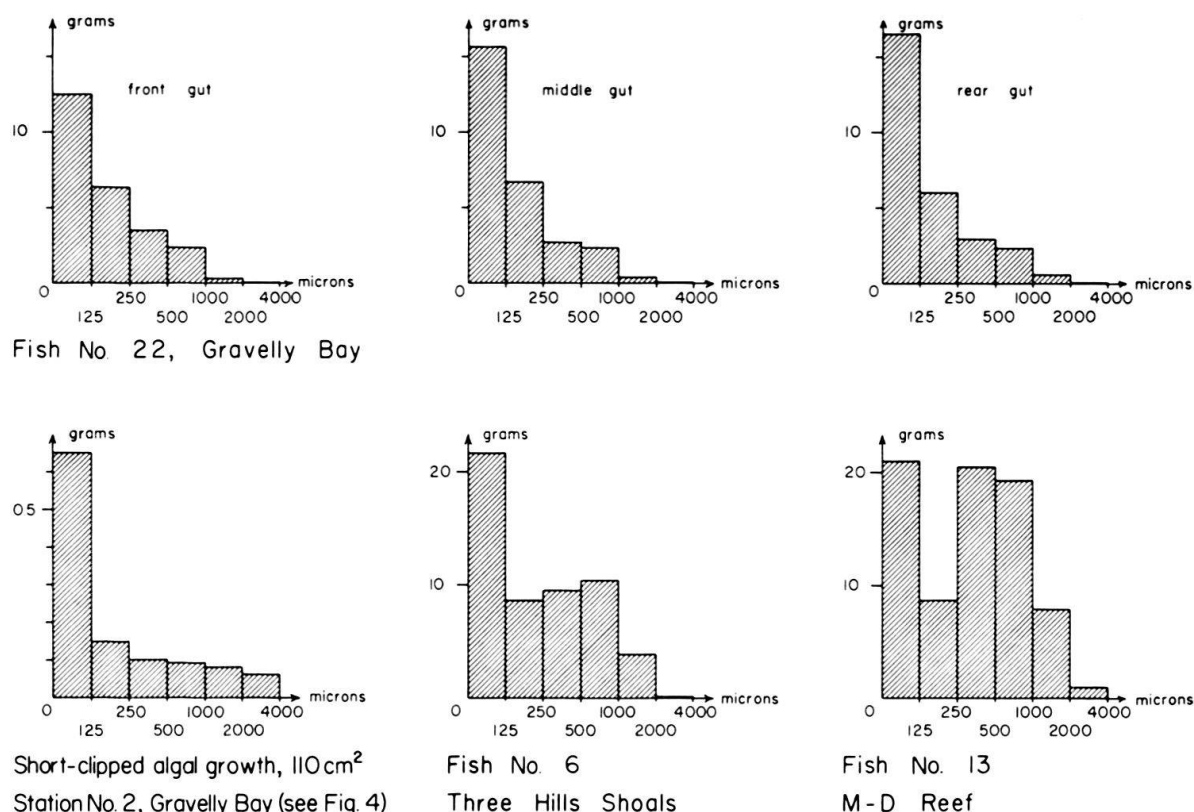 grams
front gut
10
0 250 1000 4000 microns
125 500 2000
grams
middle gut
10
0 250 1000 4000 microns
125 500 2000
grams
rear gut
10
0 250 1000 4000 microns
125 500 2000
Fish No. 22, Gravelly Bay
grams
0.5
0 250 1000 4000 microns
125 500 2000
Short-clipped algal growth, 110 cm²
Station No. 2, Gravelly Bay (see Fig. 4)
grams
20
10
0 250 1000 4000 microns
125 500 2000
Fish No. 6
Three Hills Shoals
grams
20
10
0 250 1000 4000 microns
125 500 2000
Fish No. 13
M-D Reef